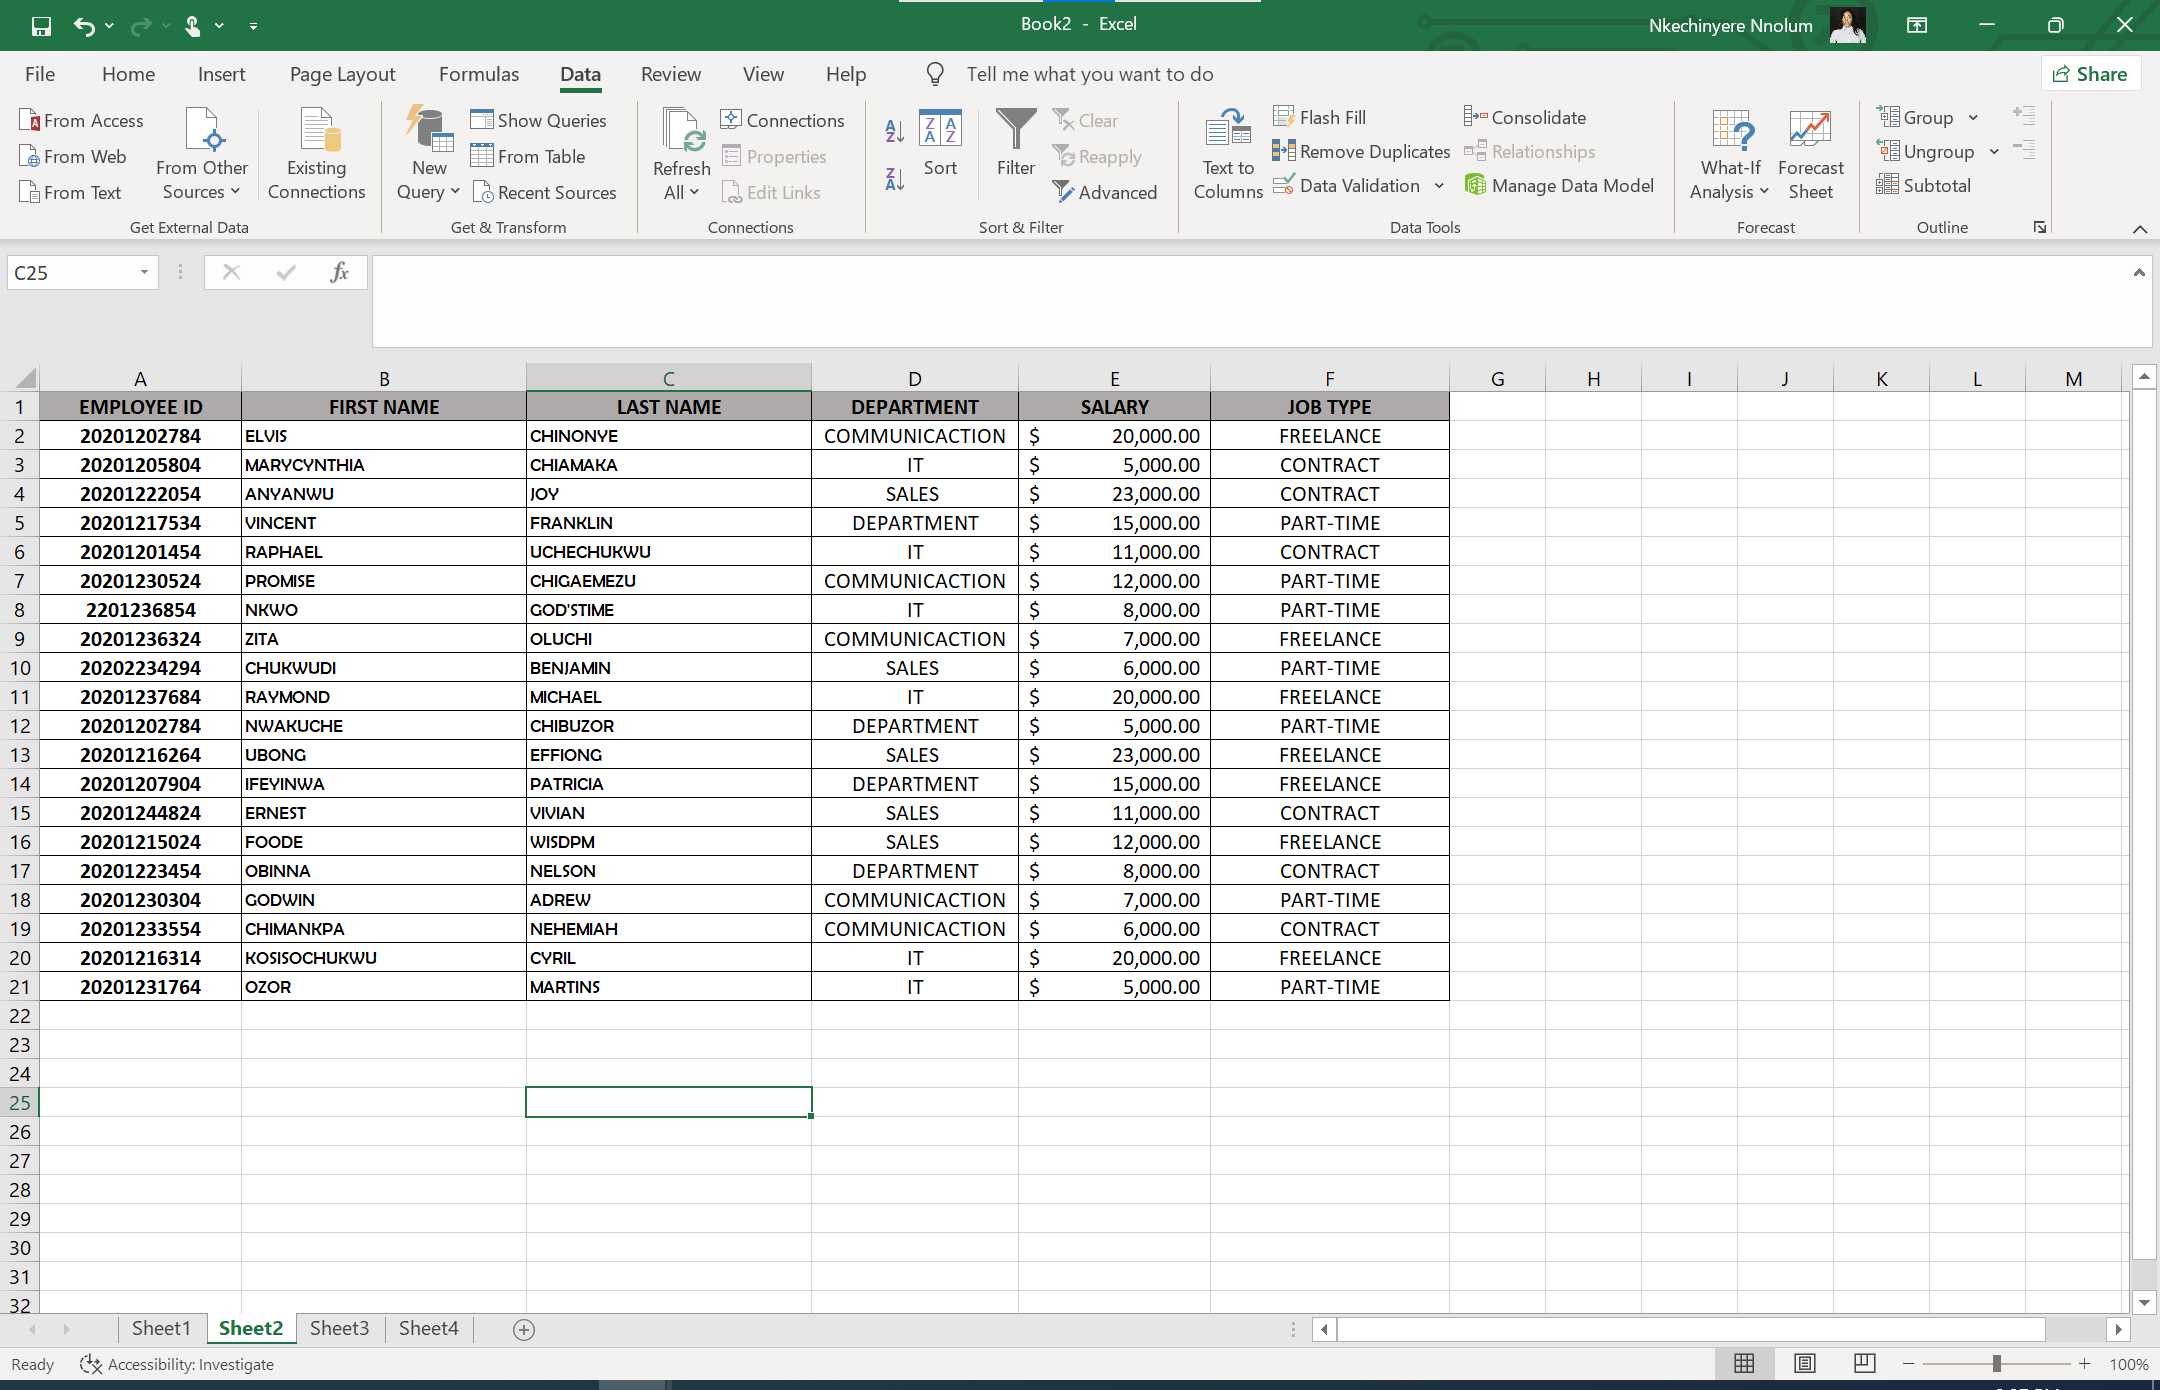 Book2 - Excel
Nkechinyere Nnolum
File Home Insert Page Layout Formulas Data Review View Help Tell me what you want to do Share
From Access
From Web
From Text
From Other Sources
Existing Connections
Get External Data
New Query
Show Queries
From Table
Recent Sources
Get & Transform
Refresh All
Connections
Properties
Edit Links
Connections
Sort
Filter
Clear
Reapply
Advanced
Sort & Filter
Text to Columns
Flash Fill
Remove Duplicates
Data Validation
Consolidate
Relationships
Manage Data Model
Data Tools
What-If Analysis
Forecast Sheet
Forecast
Group
Ungroup
Subtotal
Outline
C25
fx
A B C D E F G H I J K L M
1 EMPLOYEE ID FIRST NAME LAST NAME DEPARTMENT SALARY JOB TYPE
2 20201202784 ELVIS CHINONYE COMMUNICACTION $ 20,000.00 FREELANCE
3 20201205804 MARYCYNTHIA CHIAMAKA IT $ 5,000.00 CONTRACT
4 20201222054 ANYANWU JOY SALES $ 23,000.00 CONTRACT
5 20201217534 VINCENT FRANKLIN DEPARTMENT $ 15,000.00 PART-TIME
6 20201201454 RAPHAEL UCHECHUKWU IT $ 11,000.00 CONTRACT
7 20201230524 PROMISE CHIGAEMEZU COMMUNICACTION $ 12,000.00 PART-TIME
8 2201236854 NKWO GOD'STIME IT $ 8,000.00 PART-TIME
9 20201236324 ZITA OLUCHI COMMUNICACTION $ 7,000.00 FREELANCE
10 20202234294 CHUKWUDI BENJAMIN SALES $ 6,000.00 PART-TIME
11 20201237684 RAYMOND MICHAEL IT $ 20,000.00 FREELANCE
12 20201202784 NWAKUCHE CHIBUZOR DEPARTMENT $ 5,000.00 PART-TIME
13 20201216264 UBONG EFFIONG SALES $ 23,000.00 FREELANCE
14 20201207904 IFEYINWA PATRICIA DEPARTMENT $ 15,000.00 FREELANCE
15 20201244824 ERNEST VIVIAN SALES $ 11,000.00 CONTRACT
16 20201215024 FOODE WISDPM SALES $ 12,000.00 FREELANCE
17 20201223454 OBINNA NELSON DEPARTMENT $ 8,000.00 CONTRACT
18 20201230304 GODWIN ADREW COMMUNICACTION $ 7,000.00 PART-TIME
19 20201233554 CHIMANKPA NEHEMIAH COMMUNICACTION $ 6,000.00 CONTRACT
20 20201216314 KOSISOCHUKWU CYRIL IT $ 20,000.00 FREELANCE
21 20201231764 OZOR MARTINS IT $ 5,000.00 PART-TIME
22
23
24
25
26
27
28
29
30
31
32
Sheet1 Sheet2 Sheet3 Sheet4
Ready Accessibility: Investigate 100%